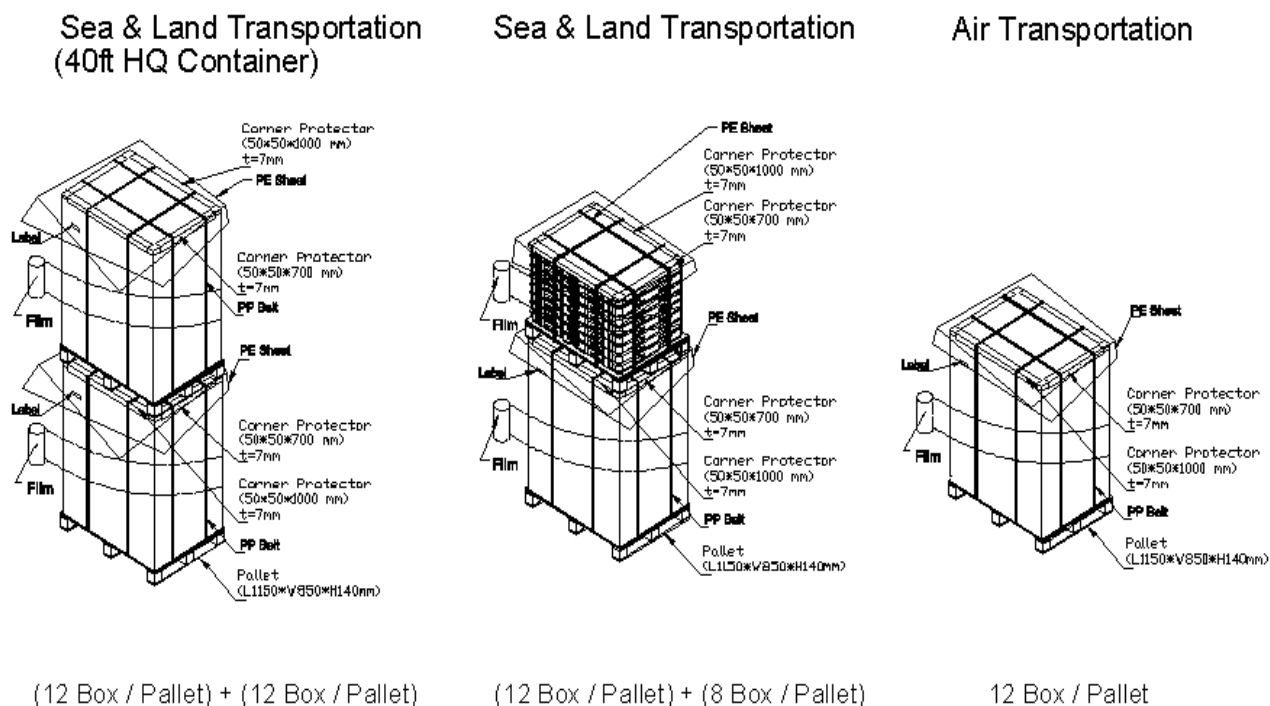 Sea & Land Transportation
(40ft HQ Container)
Corner Protector
(50*50*1000 mm)
t=7mm
PE Sheet
Label
Corner Protector
(50*50*700 mm)
t=7mm
PP Belt
Film
PE Sheet
Label
Corner Protector
(50*50*700 mm)
t=7mm
Film
Corner Protector
(50*50*1000 mm)
t=7mm
PP Belt
Pallet
(L1150*W850*H140mm)
(12 Box / Pallet) + (12 Box / Pallet)
Sea & Land Transportation
PE Sheet
Corner Protector
(50*50*1000 mm)
t=7mm
Corner Protector
(50*50*700 mm)
t=7mm
Film
PE Sheet
Label
Corner Protector
(50*50*700 mm)
t=7mm
Film
Corner Protector
(50*50*1000 mm)
t=7mm
PP Belt
Pallet
(L1150*W850*H140mm)
(12 Box / Pallet) + (8 Box / Pallet)
Air Transportation
PE Sheet
Label
Corner Protector
(50*50*700 mm)
t=7mm
Film
Corner Protector
(50*50*1000 mm)
t=7mm
PP Belt
Pallet
(L1150*W850*H140mm)
12 Box / Pallet